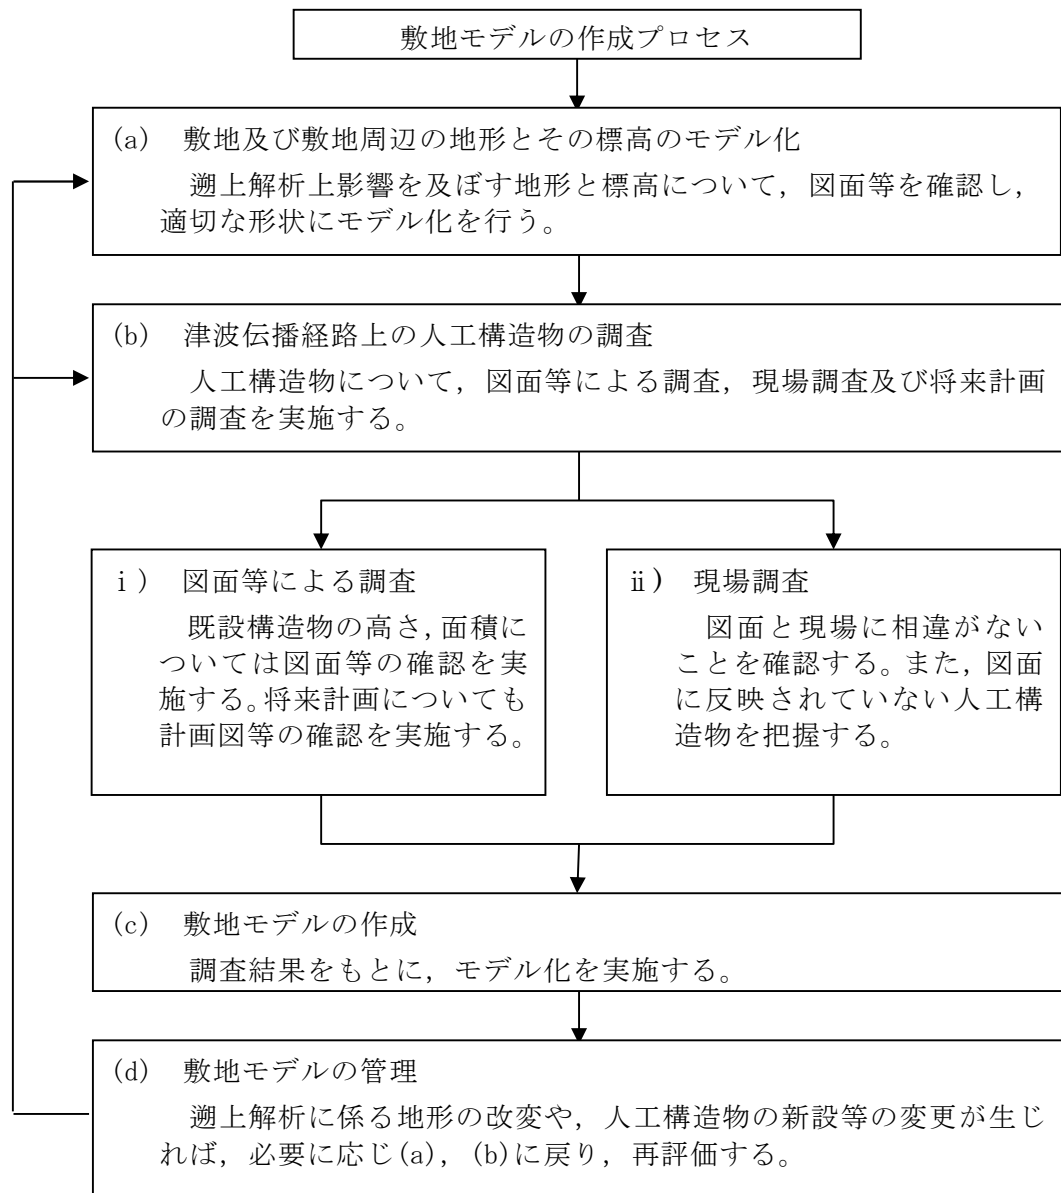 敷地モデルの作成プロセス
(a) 敷地及び敷地周辺の地形とその標高のモデル化
遡上解析上影響を及ぼす地形と標高について，図面等を確認し，
適切な形状にモデル化を行う。
(b) 津波伝播経路上の人工構造物の調査
人工構造物について，図面等による調査，現場調査及び将来計画
の調査を実施する。
ⅰ) 図面等による調査
既設構造物の高さ，面積に
ついては図面等の確認を実
施する。将来計画についても
計画図等の確認を実施する。
ⅱ) 現場調査
図面と現場に相違がない
ことを確認する。また，図面
に反映されていない人工構
造物を把握する。
(c) 敷地モデルの作成
調査結果をもとに，モデル化を実施する。
(d) 敷地モデルの管理
遡上解析に係る地形の改変や，人工構造物の新設等の変更が生じ
れば，必要に応じ(a)，(b)に戻り，再評価する。